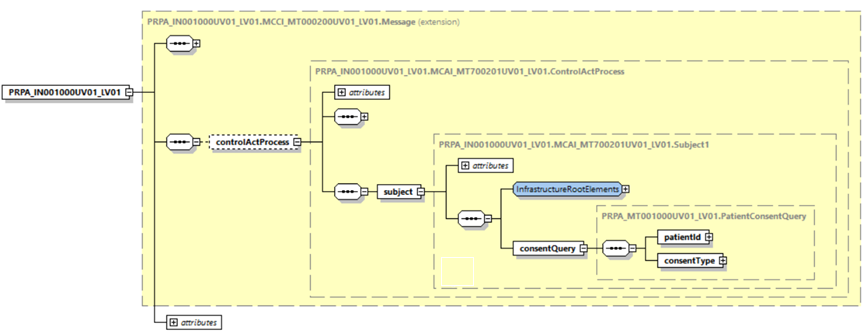 PRPA_IN001000UV01_LV01.MCCI_MT000200UV01_LV01.Message (extension)
PRPA_IN001000UV01_LV01.MCAI_MT700201UV01_LV01.ControlActProcess
PRPA_IN001000UV01_LV01
attributes
controlActProcess
PRPA_IN001000UV01_LV01.MCAI_MT700201UV01_LV01.Subject1
attributes
subject
InfrastructureRootElements
PRPA_MT001000UV01_LV01.PatientConsentQuery
patientId
consentQuery
consentType
attributes